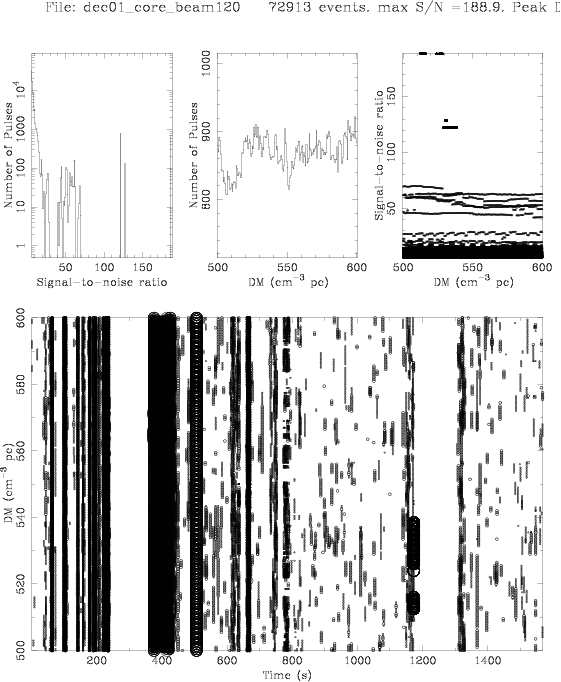 File: dec01_core_beam120 72913 events. max S/N =188.9. Peak D
Number of Pulses
1 10 100 1000 10⁴
50 100 150
Signal-to-noise ratio
Number of Pulses
800 900 1000
500 550 600
DM (cm⁻³ pc)
Signal-to-noise ratio
50 100 150
500 550 600
DM (cm⁻³ pc)
DM (cm⁻³ pc)
500 520 540 560 580 600
200 400 600 800 1000 1200 1400
Time (s)